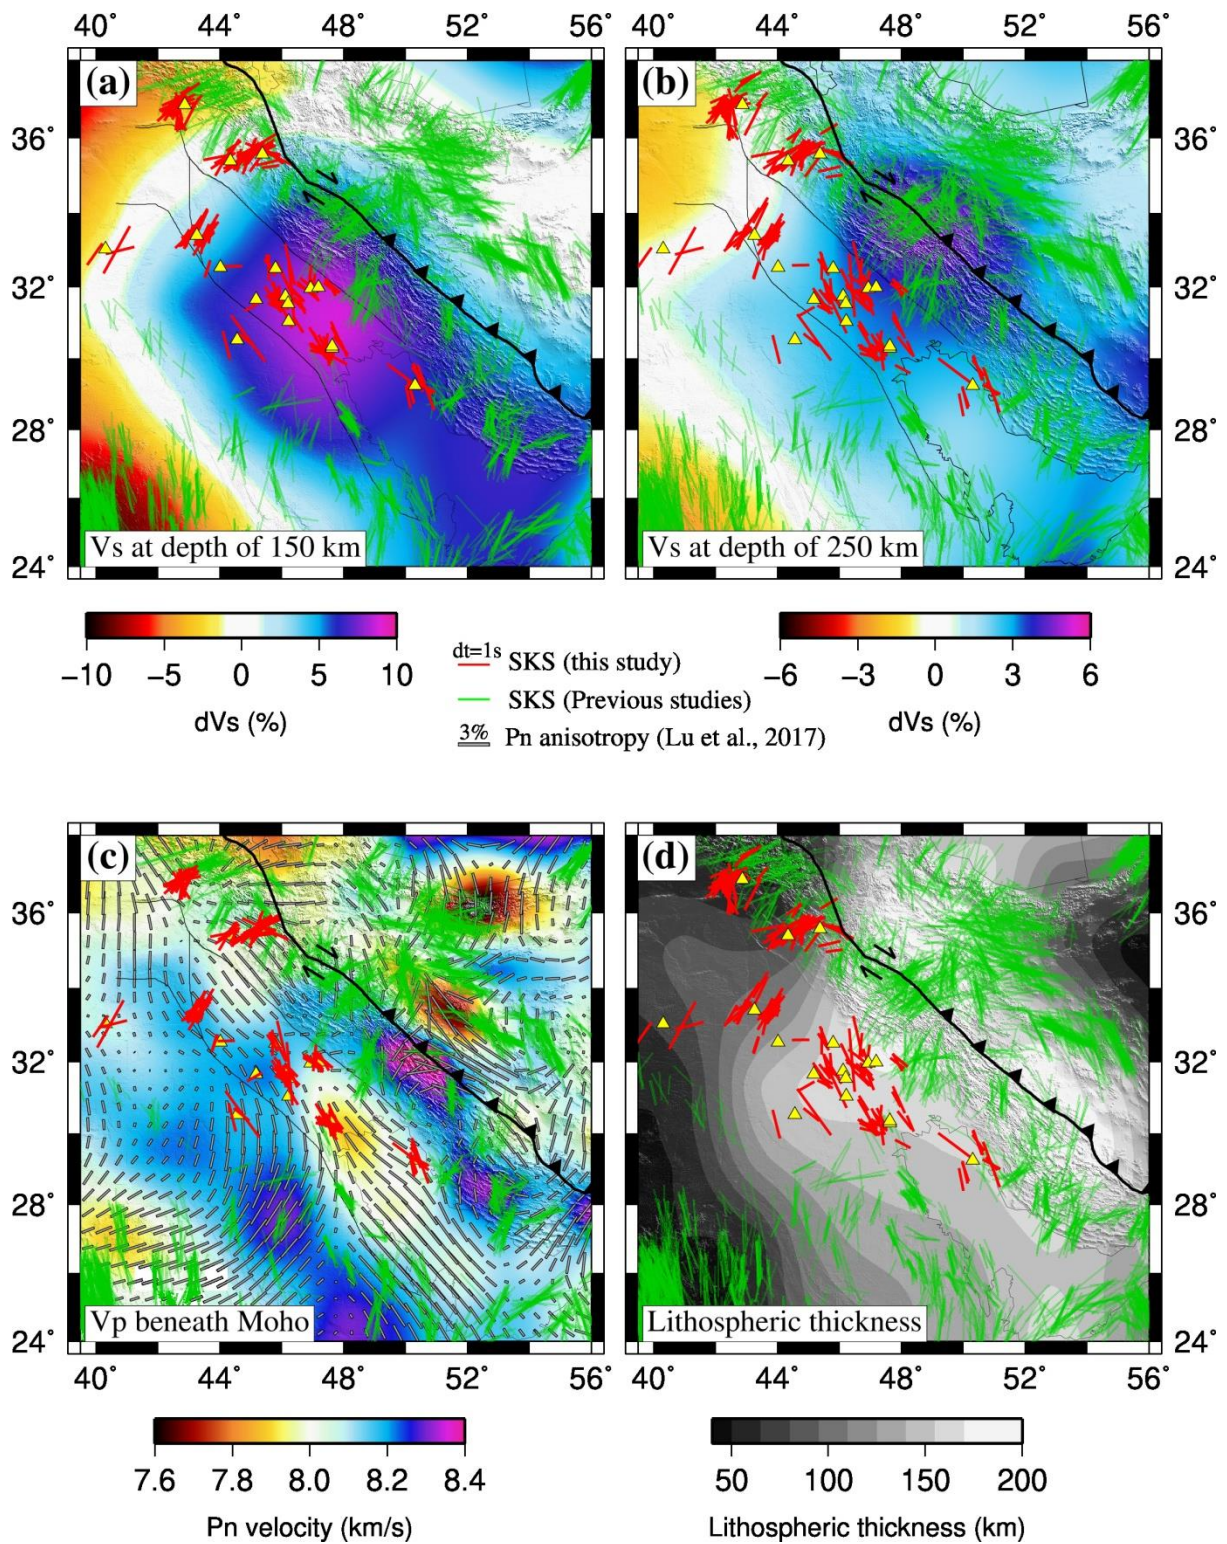 40° 44° 48° 52° 56° 40° 44° 48° 52° 56°
(a) (b)
36° 36°
32° 32°
28° 28°
Vs at depth of 150 km Vs at depth of 250 km
24° 24°
−10 −5 0 5 10
dVs (%)
dt=1s SKS (this study)
SKS (Previous studies)
3% Pn anisotropy (Lu et al., 2017)
−6 −3 0 3 6
dVs (%)
(c) (d)
36° 36°
32° 32°
28° 28°
Vp beneath Moho Lithospheric thickness
24° 24°
40° 44° 48° 52° 56° 40° 44° 48° 52° 56°
7.6 7.8 8.0 8.2 8.4
Pn velocity (km/s)
50 100 150 200
Lithospheric thickness (km)